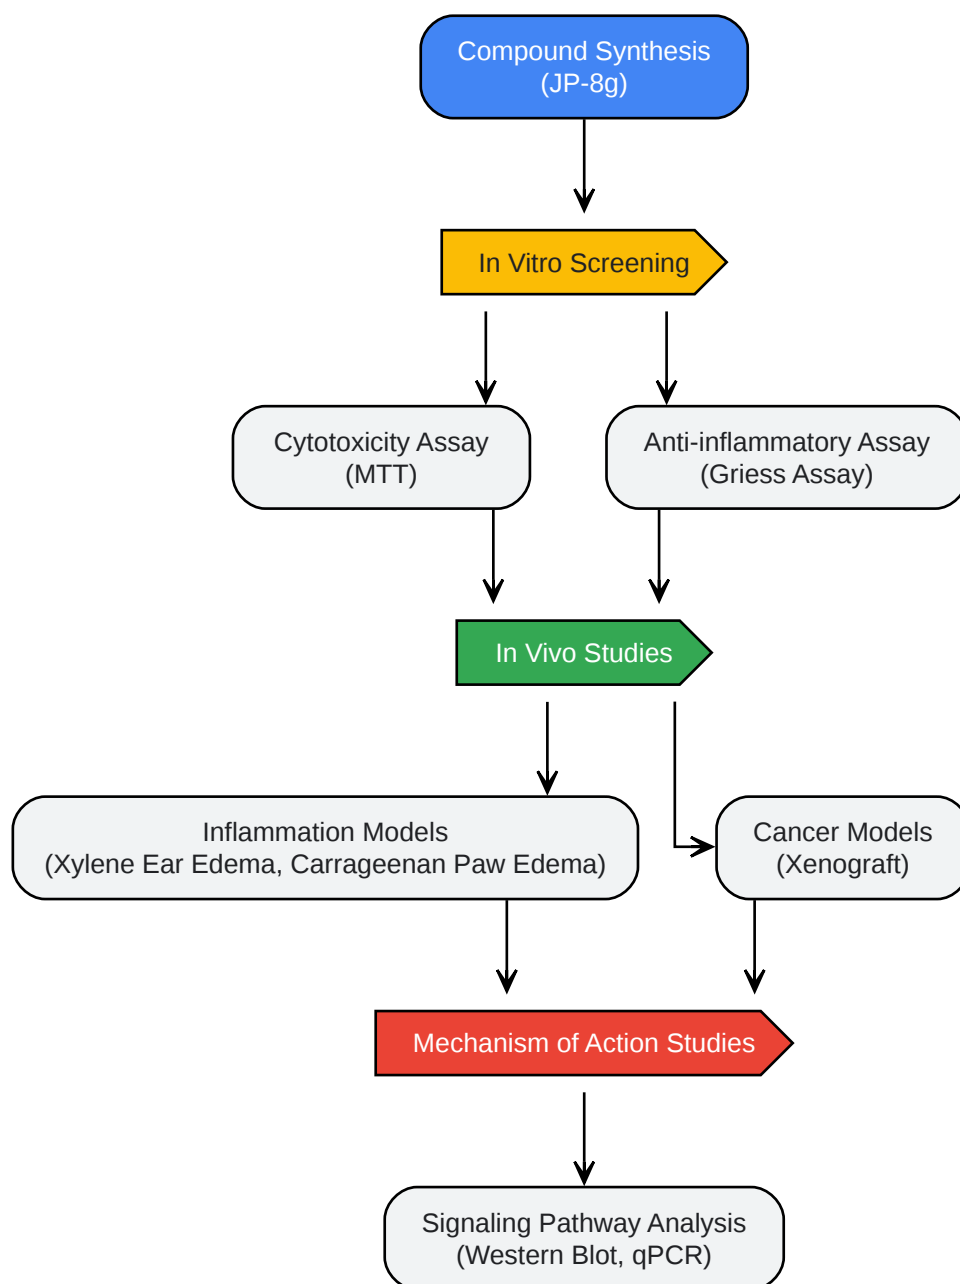 Compound Synthesis
(JP-8g)
In Vitro Screening
Cytotoxicity Assay
(MTT)
Anti-inflammatory Assay
(Griess Assay)
In Vivo Studies
Inflammation Models
(Xylene Ear Edema, Carrageenan Paw Edema)
Cancer Models
(Xenograft)
Mechanism of Action Studies
Signaling Pathway Analysis
(Western Blot, qPCR)